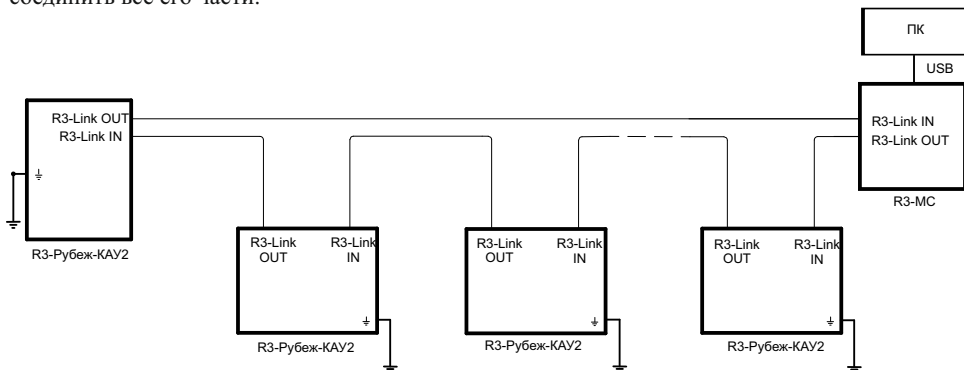 соединить все его части.
ПК
USB
R3-Link OUT
R3-Link IN
R3-Рубеж-КАУ2
R3-Link IN
R3-Link OUT
R3-МС
R3-Link
OUT
R3-Link
IN
R3-Рубеж-КАУ2
R3-Link
OUT
R3-Link
IN
R3-Рубеж-КАУ2
R3-Link
OUT
R3-Link
IN
R3-Рубеж-КАУ2